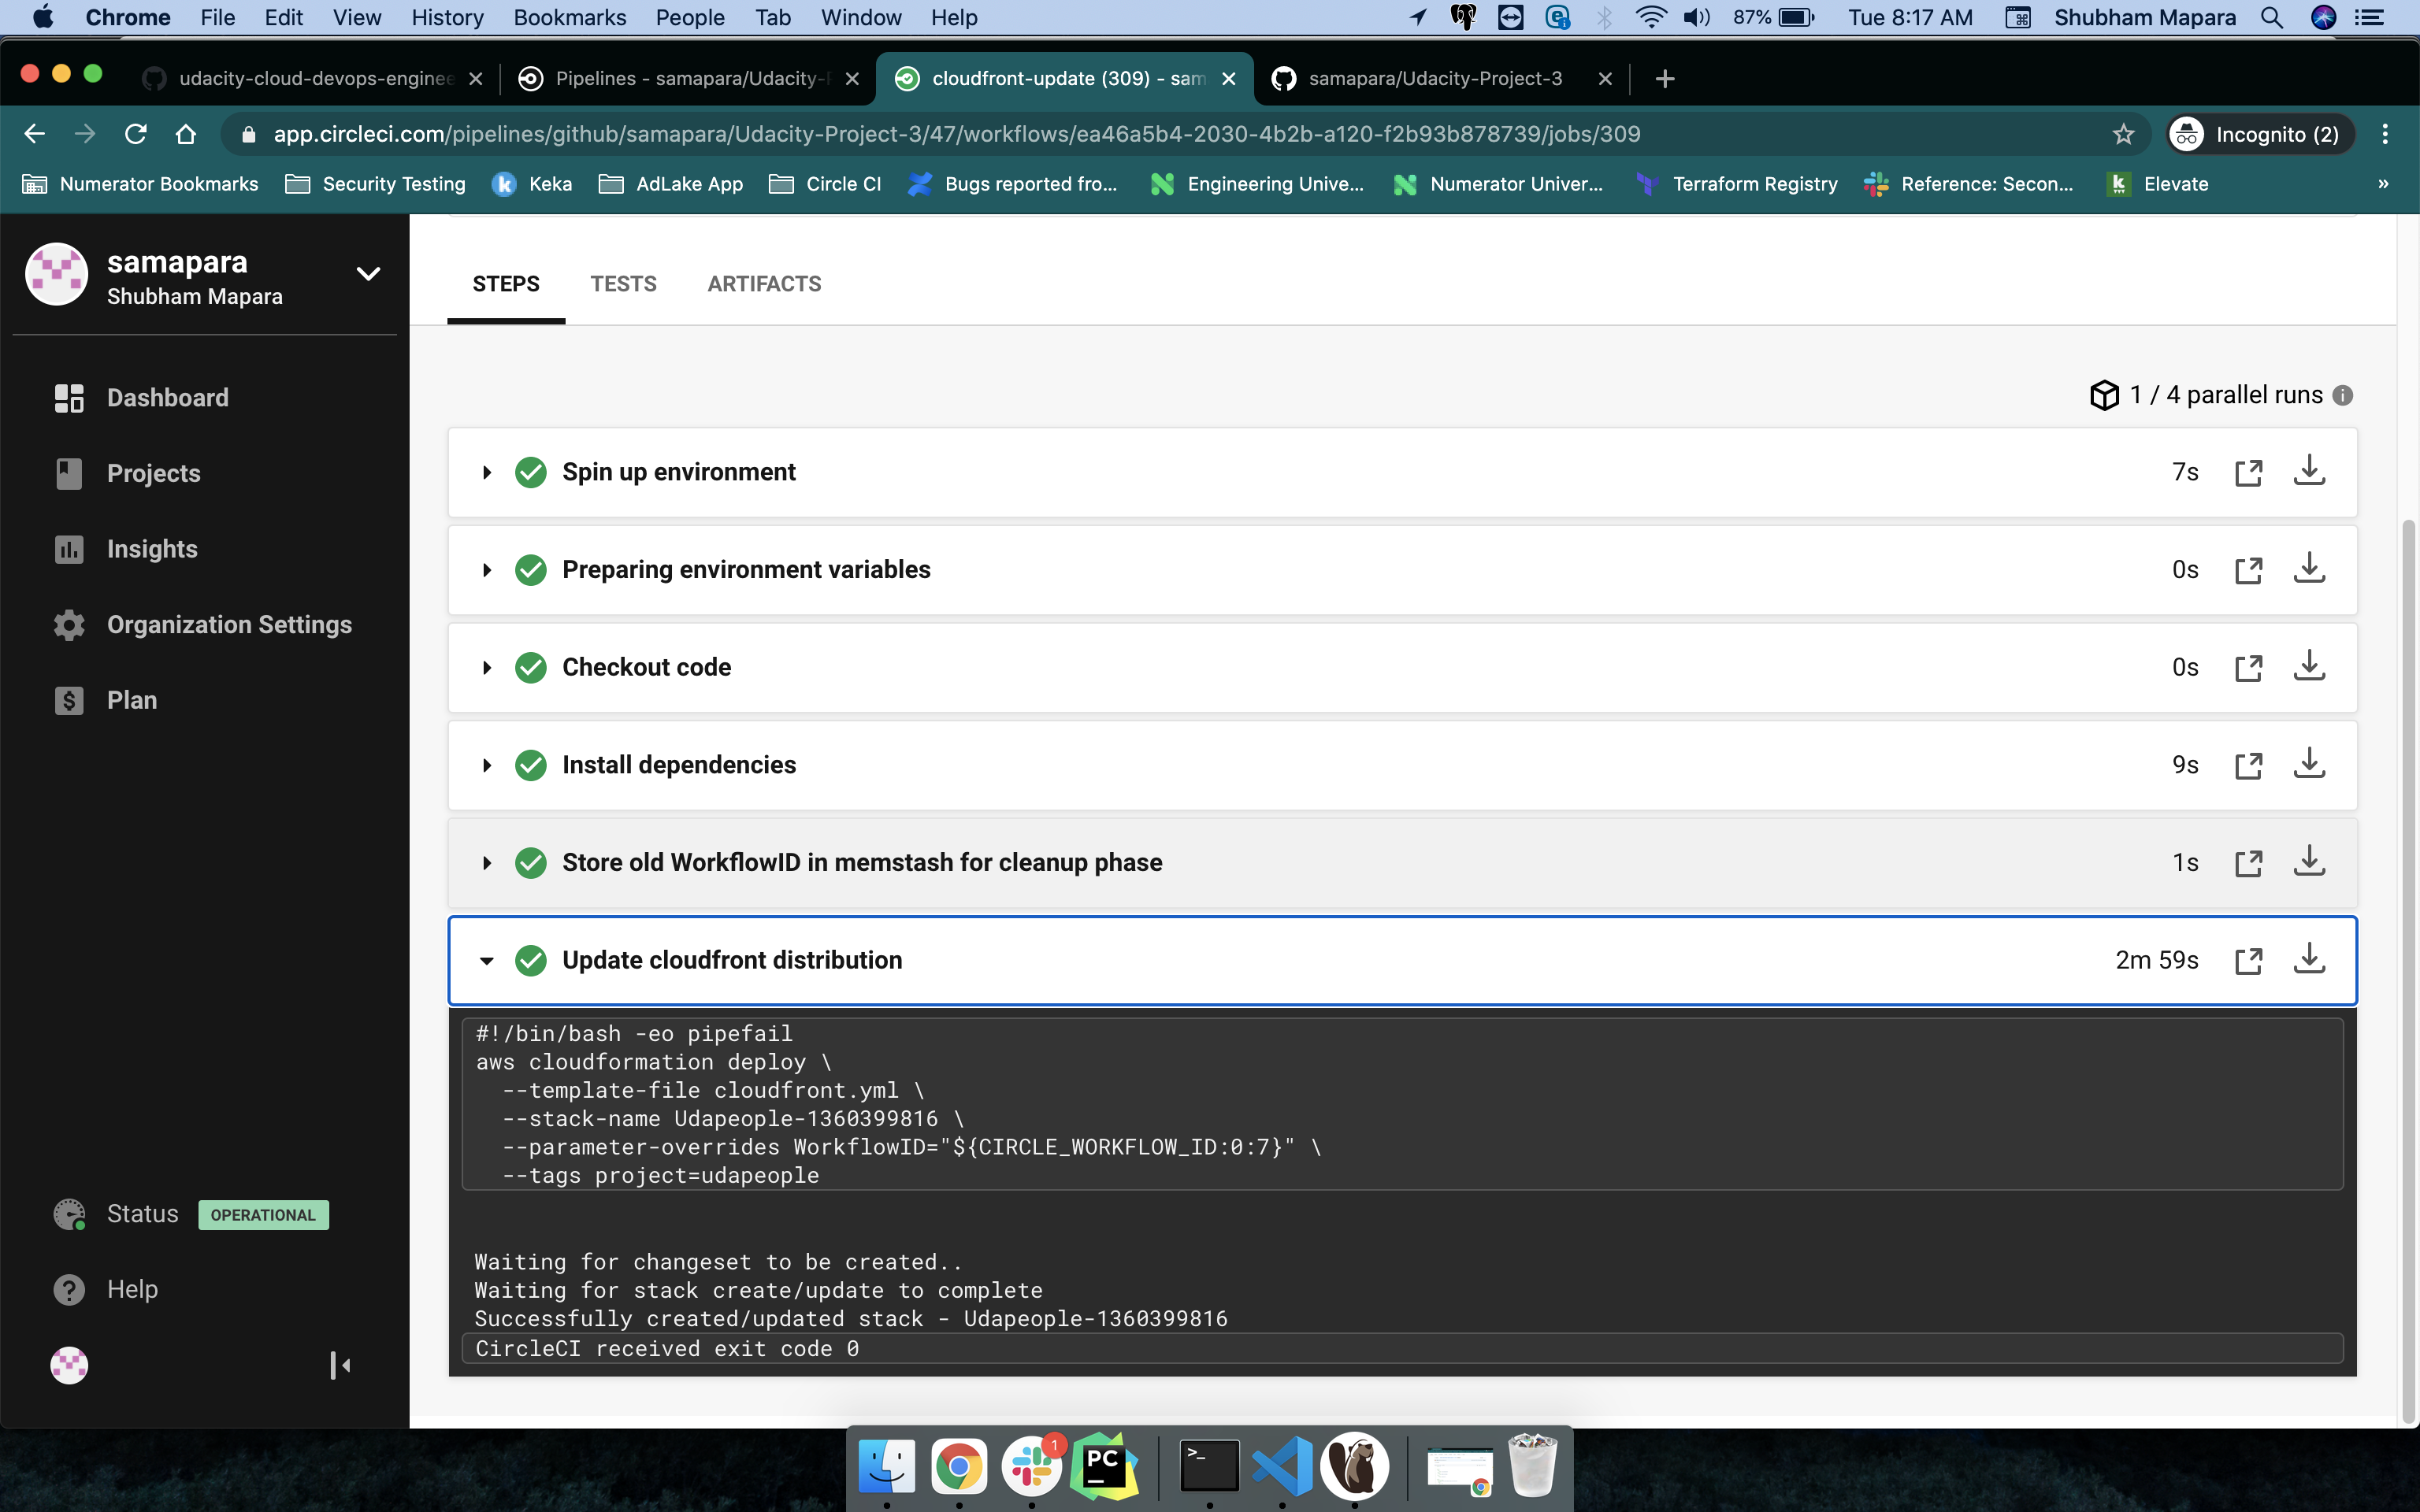 Chrome File Edit View History Bookmarks People Tab Window Help 87% Tue 8:17 AM Shubham Mapara
udacity-cloud-devops-enginee Pipelines - samapara/Udacity-P cloudfront-update (309) - sam samapara/Udacity-Project-3
app.circleci.com/pipelines/github/samapara/Udacity-Project-3/47/workflows/ea46a5b4-2030-4b2b-a120-f2b93b878739/jobs/309 Incognito (2)
Numerator Bookmarks Security Testing Keka AdLake App Circle CI Bugs reported fro... Engineering Unive... Numerator Univer... Terraform Registry Reference: Secon... Elevate »
samapara
Shubham Mapara
STEPS TESTS ARTIFACTS
1 / 4 parallel runs
Dashboard
Projects
Insights
Organization Settings
Plan
Status OPERATIONAL
Help
Spin up environment 7s
Preparing environment variables 0s
Checkout code 0s
Install dependencies 9s
Store old WorkflowID in memstash for cleanup phase 1s
Update cloudfront distribution 2m 59s
#!/bin/bash -eo pipefail
aws cloudformation deploy \
--template-file cloudfront.yml \
--stack-name Udapeople-1360399816 \
--parameter-overrides WorkflowID="${CIRCLE_WORKFLOW_ID:0:7}" \
--tags project=udapeople
Waiting for changeset to be created..
Waiting for stack create/update to complete
Successfully created/updated stack - Udapeople-1360399816
CircleCI received exit code 0
1
PC